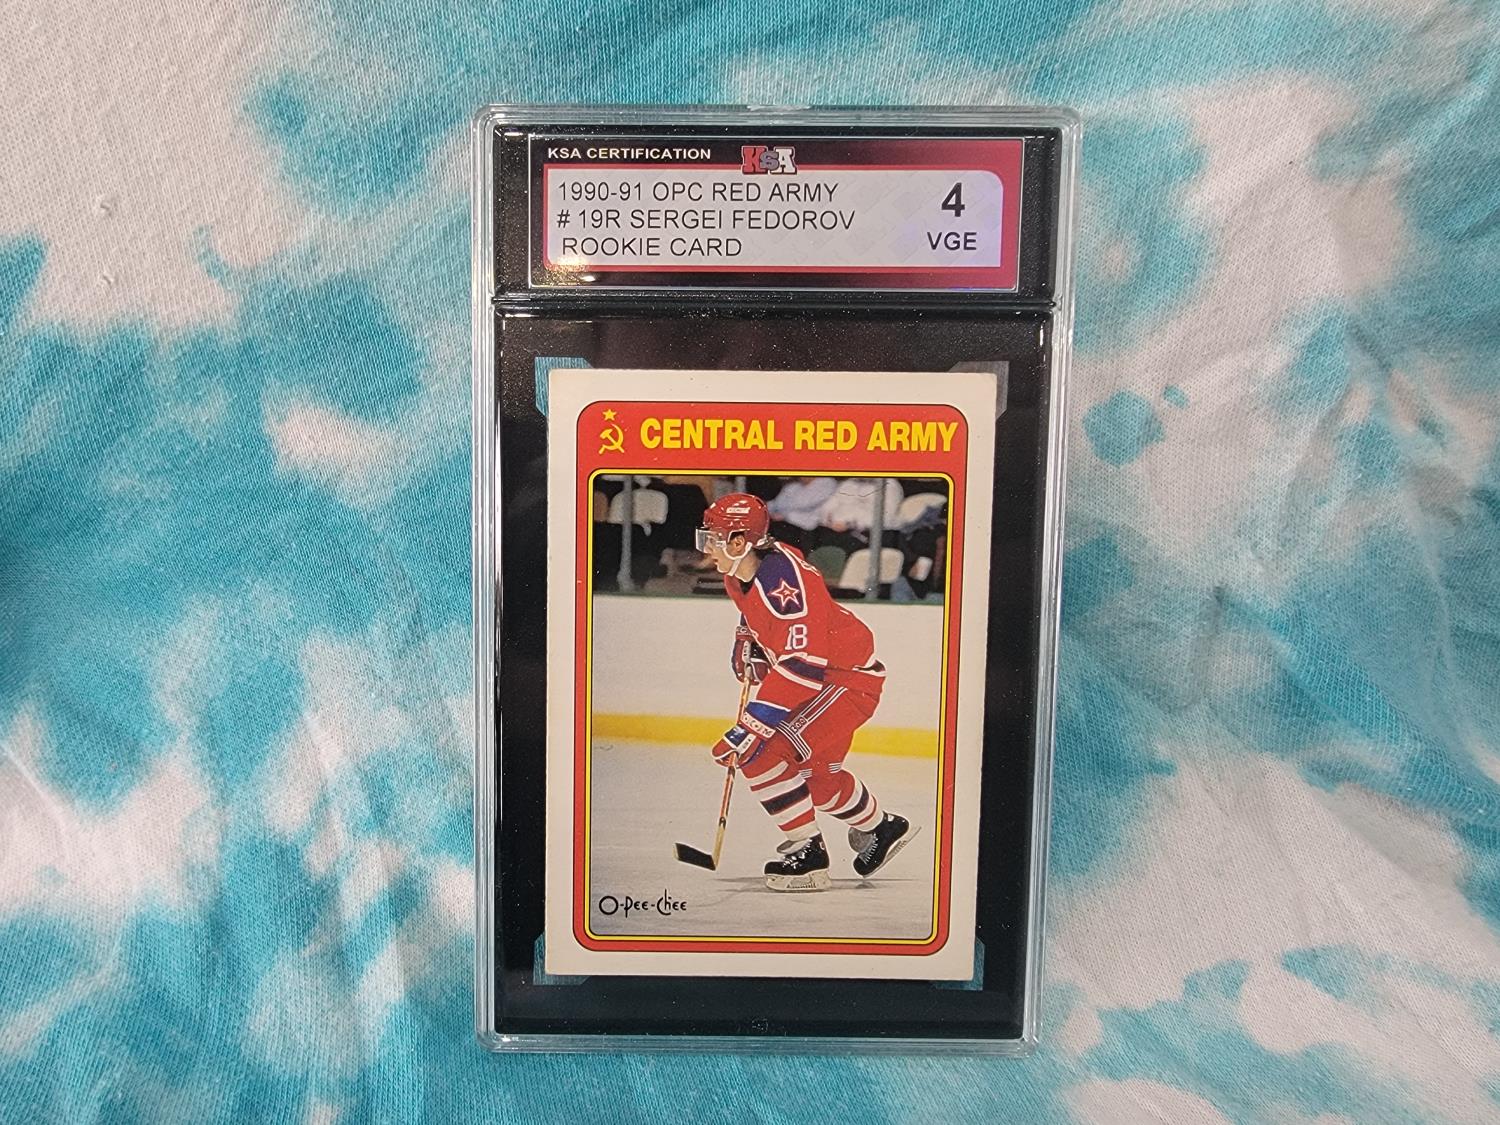 KSA CERTIFICATION KSA
1990-91 OPC RED ARMY
# 19R SERGEI FEDOROV
ROOKIE CARD
4
VGE
CENTRAL RED ARMY
18
O-Pee-Chee